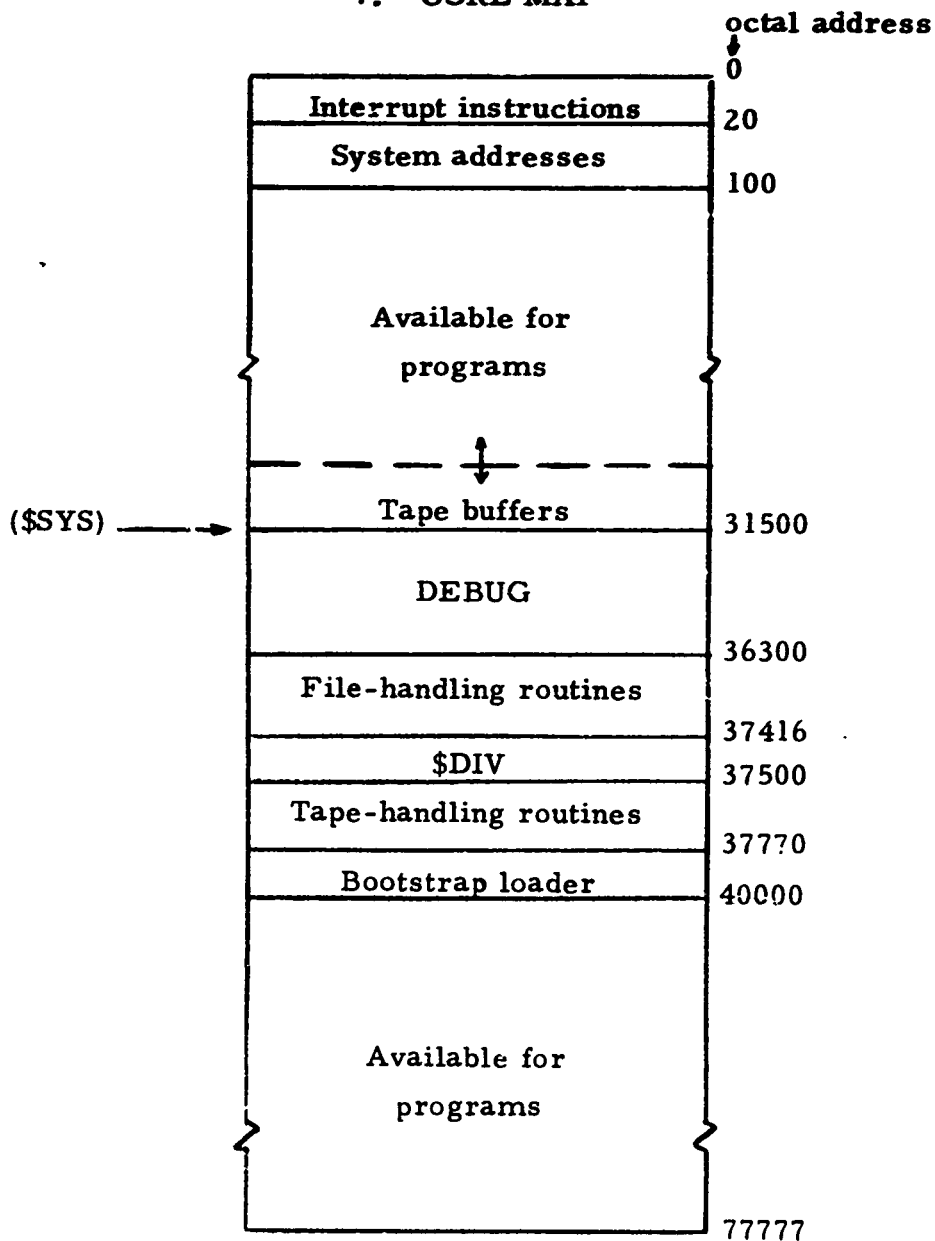 octal address
0
Interrupt instructions
20
System addresses
100
Available for
programs
Tape buffers
($SYS)
31500
DEBUG
36300
File-handling routines
37416
$DIV
37500
Tape-handling routines
37770
Bootstrap loader
40000
Available for
programs
77777